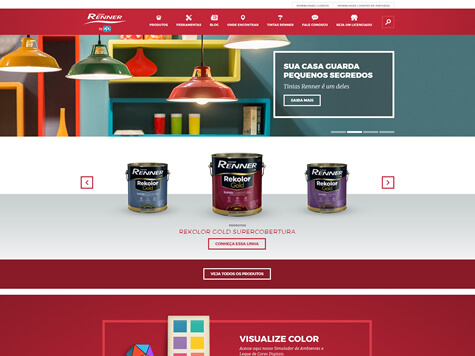 RENNER
by PPG
PRODUTOS
FERRAMENTAS
BLOG
ONDE ENCONTRAR
TINTAS RENNER
FALE CONOSCO
SEJA UM LICENCIADO
SUA CASA GUARDA
PEQUENOS SEGREDOS
Tintas Renner é um deles
SAIBA MAIS
RENNER
Rekolor
Gold
RENNER
Rekolor
Gold
RENNER
Rekolor
Gold
PRODUTOS
REKOLOR GOLD SUPERCOBERTURA
CONHEÇA ESSA LINHA
VEJA TODOS OS PRODUTOS
VISUALIZE COLOR
Acesse aqui nosso Simulador de Ambientes e
Leque de Cores Digitais.